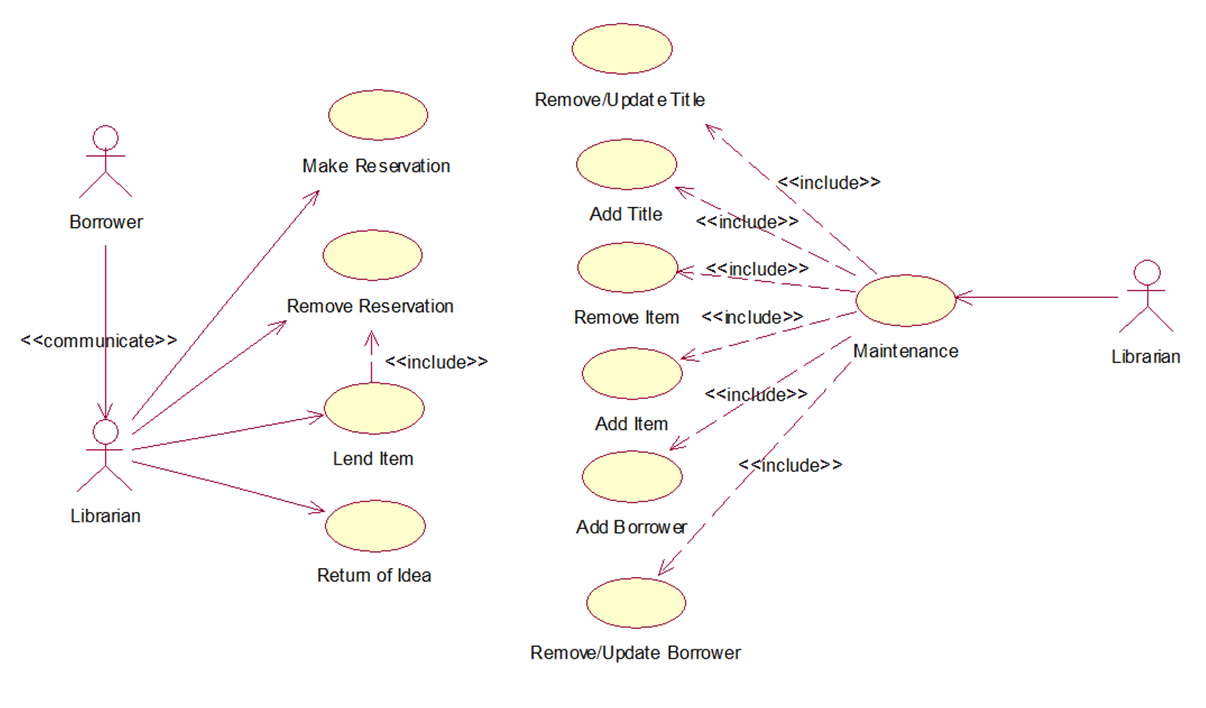 Remove/Update Title
Make Reservation
<<include>>
Borrower
Add Title
<<include>>
<<include>>
Remove Reservation
Remove Item
<<include>>
<<communicate>>
Maintenance
Librarian
<<include>>
<<include>>
Add Item
Lend Item
<<include>>
Librarian
Add Borrower
Return of Idea
Remove/Update Borrower